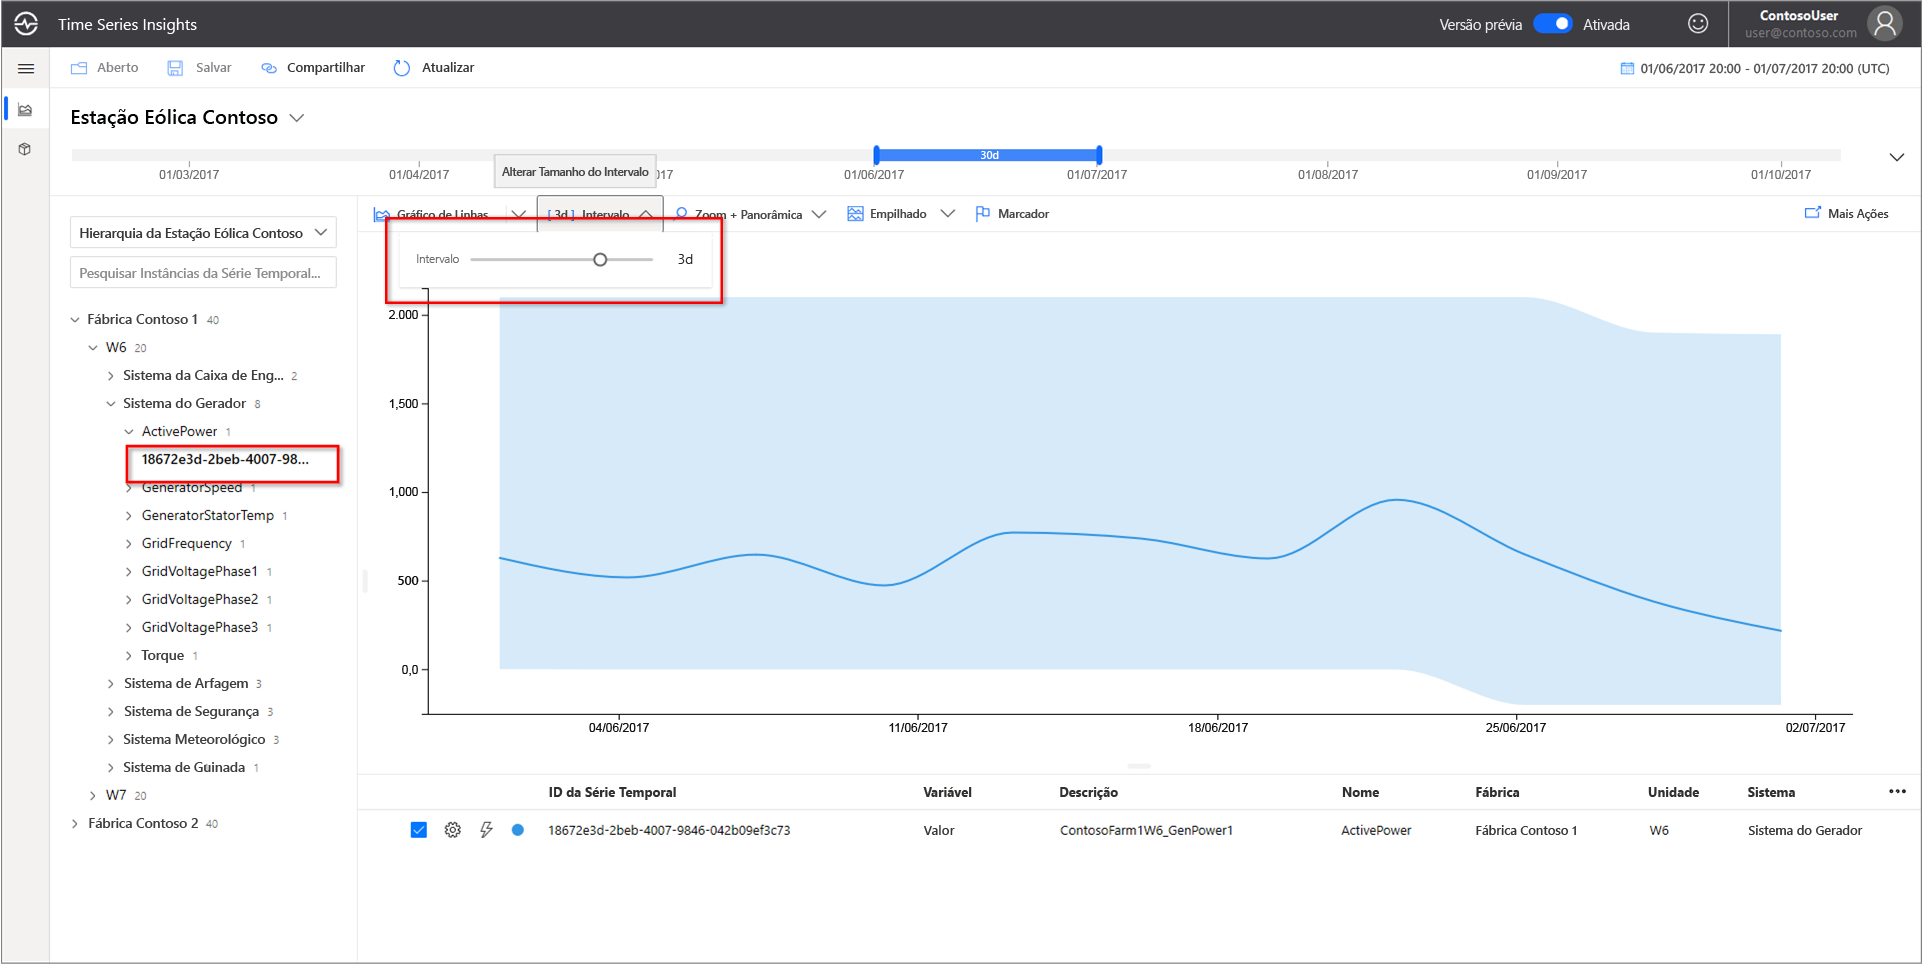 Time Series Insights
Versão prévia
Ativada
ContosoUser
user@contoso.com
Aberto
Salvar
Compartilhar
Atualizar
01/06/2017 20:00 - 01/07/2017 20:00 (UTC)
Estação Eólica Contoso
30d
01/03/2017
01/04/2017
01/06/2017
01/07/2017
01/08/2017
01/09/2017
01/10/2017
Alterar Tamanho do Intervalo
Hierarquia da Estação Eólica Contoso
Pesquisar Instâncias da Série Temporal...
Fábrica Contoso 1 40
W6 20
Sistema da Caixa de Eng... 2
Sistema do Gerador 8
ActivePower 1
18672e3d-2beb-4007-98...
GeneratorSpeed 1
GeneratorStatorTemp 1
GridFrequency 1
GridVoltagePhase1 1
GridVoltagePhase2 1
GridVoltagePhase3 1
Torque 1
Sistema de Arfagem 3
Sistema de Segurança 3
Sistema Meteorológico 3
Sistema de Guinada 1
W7 20
Fábrica Contoso 2 40
Gráfico de Linhas
[ 3d ] Intervalo
Zoom + Panorâmica
Empilhado
Marcador
Mais Ações
Intervalo
3d
2.000
1,500
1,000
500
0,0
04/06/2017
11/06/2017
18/06/2017
25/06/2017
02/07/2017
ID da Série Temporal
Variável
Descrição
Nome
Fábrica
Unidade
Sistema
18672e3d-2beb-4007-9846-042b09ef3c73
Valor
ContosoFarm1W6_GenPower1
ActivePower
Fábrica Contoso 1
W6
Sistema do Gerador